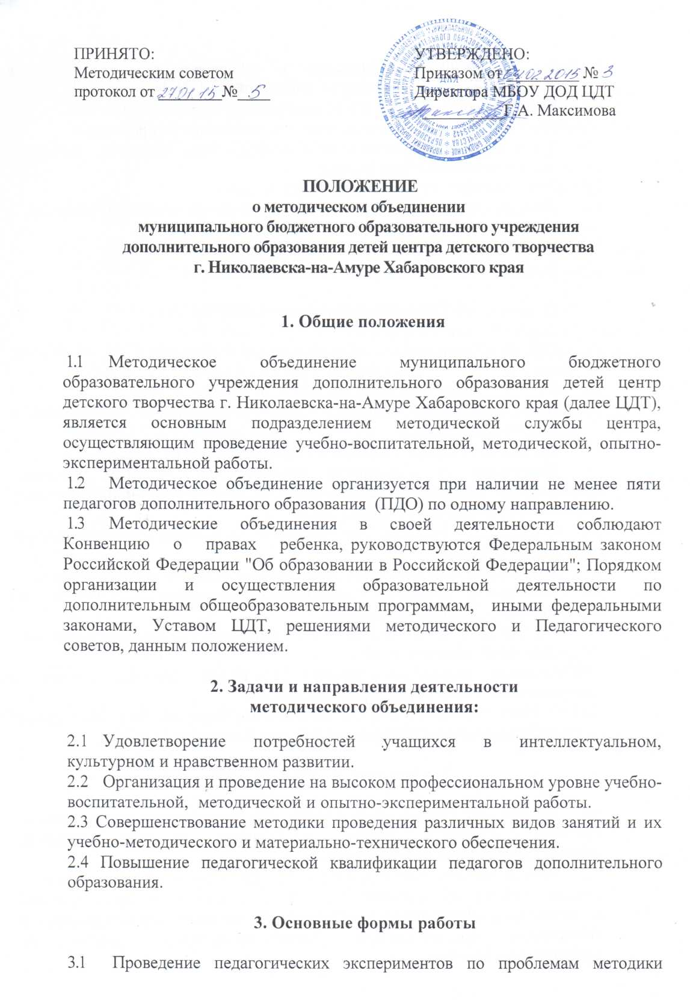 ПРИНЯТО:
Методическим советом
протокол от 27.01.15 № 5
УТВЕРЖДЕНО:
Приказом от 04.02.2015 № 3
Директора МБОУ ДОД ЦДТ
Г.А. Максимова
ПОЛОЖЕНИЕ
о методическом объединении
муниципального бюджетного образовательного учреждения
дополнительного образования детей центра детского творчества
г. Николаевска-на-Амуре Хабаровского края
1. Общие положения
1.1 Методическое объединение муниципального бюджетного
образовательного учреждения дополнительного образования детей центр
детского творчества г. Николаевска-на-Амуре Хабаровского края (далее ЦДТ),
является основным подразделением методической службы центра,
осуществляющим проведение учебно-воспитательной, методической, опытно-
экспериментальной работы.
1.2 Методическое объединение организуется при наличии не менее пяти
педагогов дополнительного образования (ПДО) по одному направлению.
1.3 Методические объединения в своей деятельности соблюдают
Конвенцию о правах ребенка, руководствуются Федеральным законом
Российской Федерации "Об образовании в Российской Федерации"; Порядком
организации и осуществления образовательной деятельности по
дополнительным общеобразовательным программам, иными федеральными
законами, Уставом ЦДТ, решениями методического и Педагогического
советов, данным положением.
2. Задачи и направления деятельности
методического объединения:
2.1 Удовлетворение потребностей учащихся в интеллектуальном,
культурном и нравственном развитии.
2.2 Организация и проведение на высоком профессиональном уровне учебно-
воспитательной, методической и опытно-экспериментальной работы.
2.3 Совершенствование методики проведения различных видов занятий и их
учебно-методического и материально-технического обеспечения.
2.4 Повышение педагогической квалификации педагогов дополнительного
образования.
3. Основные формы работы
3.1 Проведение педагогических экспериментов по проблемам методики